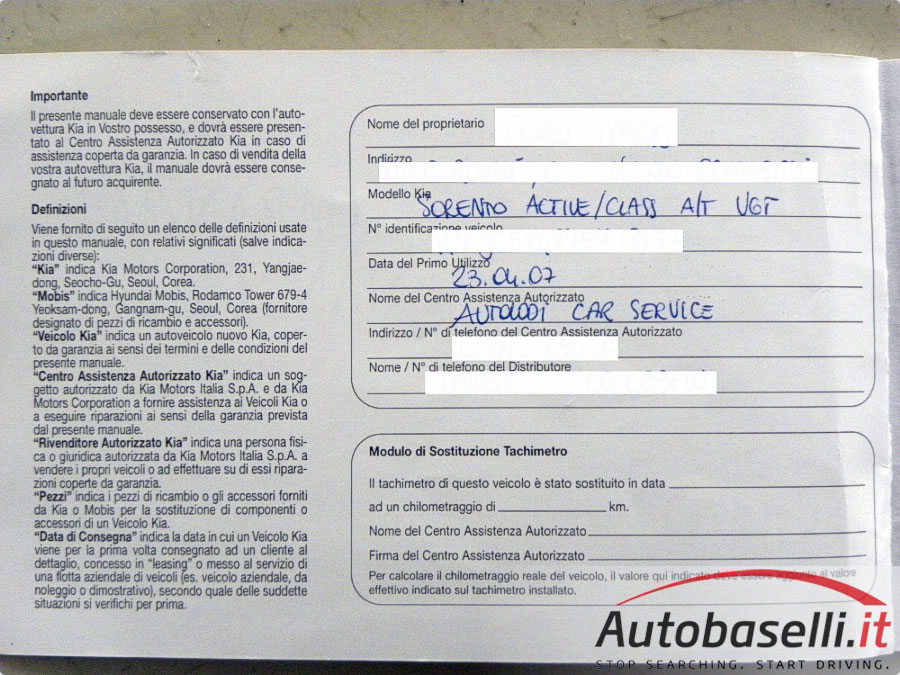 Importante
Il presente manuale deve essere conservato con l'auto-
vettura Kia in Vostro possesso, e dovrà essere presen-
tato al Centro Assistenza Autorizzato Kia in caso di
assistenza coperta da garanzia. In caso di vendita della
vostra autovettura Kia, il manuale dovrà essere conse-
gnato al futuro acquirente.
Definizioni
Viene fornito di seguito un elenco delle definizioni usate
in questo manuale, con relativi significati (salve indica-
zioni diverse):
"Kia" indica Kia Motors Corporation, 231, Yangjae-
dong, Seocho-Gu, Seoul, Corea.
"Mobis" indica Hyundai Mobis, Rodamco Tower 679-4
Yeoksam-dong, Gangnam-gu, Seoul, Corea (fornitore
designato di pezzi di ricambio e accessori).
"Veicolo Kia" indica un autoveicolo nuovo Kia, coper-
to da garanzia ai sensi dei termini e delle condizioni del
presente manuale.
"Centro Assistenza Autorizzato Kia" indica un sog-
getto autorizzato da Kia Motors Italia S.p.A. e da Kia
Motors Corporation a fornire assistenza ai Veicoli Kia o
a eseguire riparazioni ai sensi della garanzia prevista
dal presente manuale.
"Rivenditore Autorizzato Kia" indica una persona fisi-
ca o giuridica autorizzata da Kia Motors Italia S.p.A. a
vendere i propri veicoli o ad effettuare su di essi ripara-
zioni coperte da garanzia.
"Pezzi" indica i pezzi di ricambio o gli accessori forniti
da Kia o Mobis per la sostituzione di componenti o
accessori di un Veicolo Kia.
"Data di Consegna" indica la data in cui un Veicolo Kia
viene per la prima volta consegnato ad un cliente al
dettaglio, concesso in "leasing" o messo al servizio di
una flotta aziendale di veicoli (es. veicolo aziendale, da
noleggio o dimostrativo), secondo quale delle suddette
situazioni si verifichi per prima.
Nome del proprietario
Indirizzo
Modello Kia
SORENTO ACTIVE/CLASS A/T VGT
N° identificazione veicolo
Data del Primo Utilizzo
23.04.07
Nome del Centro Assistenza Autorizzato
AUTOLODI CAR SERVICE
Indirizzo / N° di telefono del Centro Assistenza Autorizzato
Nome / N° di telefono del Distributore
Modulo di Sostituzione Tachimetro
Il tachimetro di questo veicolo è stato sostituito in data
ad un chilometraggio di km.
Nome del Centro Assistenza Autorizzato
Firma del Centro Assistenza Autorizzato
Per calcolare il chilometraggio reale del veicolo, il valore qui indicato deve essere aggiunto al valore
effettivo indicato sul tachimetro installato.
Autobaselli.it
STOP SEARCHING. START DRIVING.